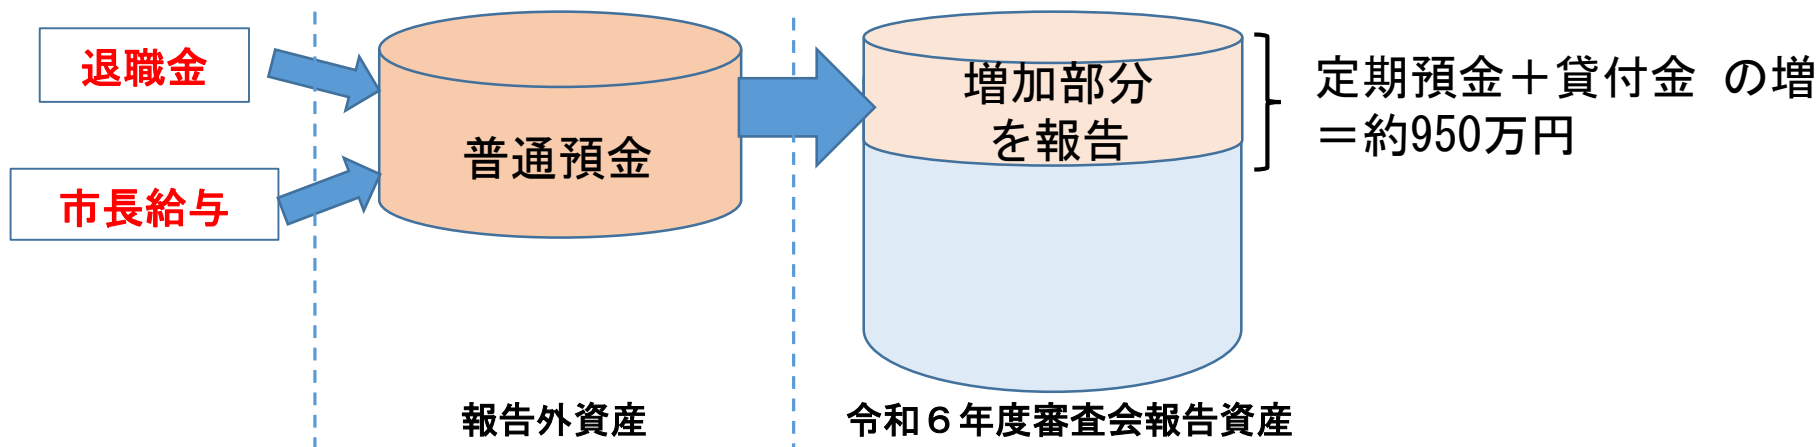 退職金
市長給与
普通預金
増加部分
を報告
定期預金＋貸付金 の増
＝約950万円
報告外資産
令和６年度審査会報告資産